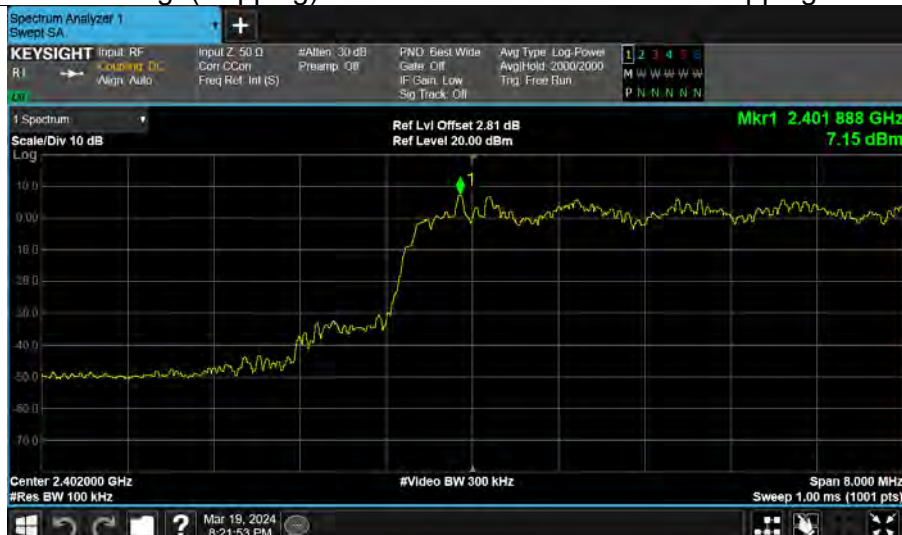 Spectrum Analyzer 1
Swept SA
+
KEYSIGHT Input: RF
Coupling: DC
Align: Auto
Input Z: 50 Ω
Corr CCorr
Freq Ref: Int (S)
#Atten: 30 dB
Preamp: Off
PNO: Best Wide
Gate: Off
IF Gain: Low
Sig Track: Off
Avg Type: Log-Power
Avg|Hold: 2000/2000
Trig: Free Run
1 2 3 4 5 6
M W W W W W
P N N N N N
1 Spectrum
Scale/Div 10 dB
Log
Ref Lvl Offset 2.81 dB
Ref Level 20.00 dBm
Mkr1 2.401 888 GHz
7.15 dBm
1
10.0
0.00
-40.0
-50.0
-60.0
-70.0
Center 2.402000 GHz
#Res BW 100 kHz
#Video BW 300 kHz
Span 8.000 MHz
Sweep 1.00 ms (1001 pts)
?
Mar 19, 2024
8:21:53 PM